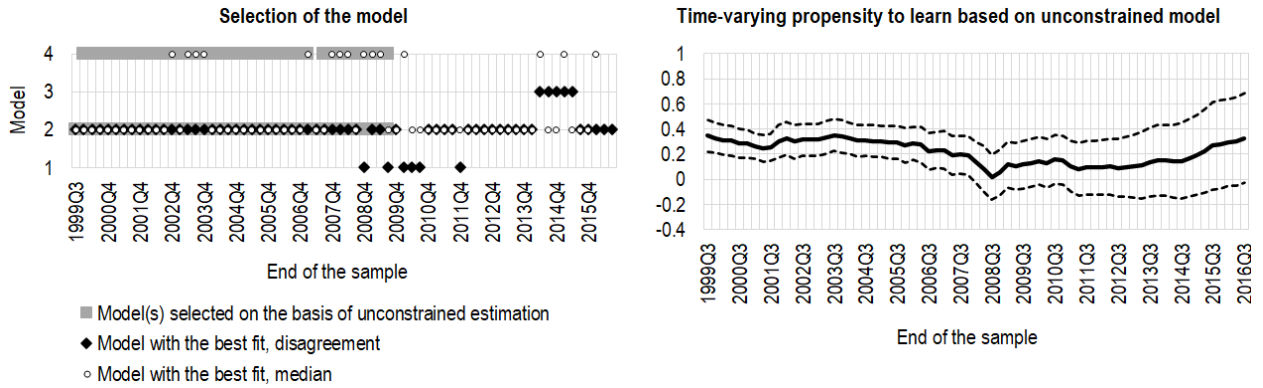 Selection of the model
4
3
2
1
Model
1999Q3
2000Q4
2001Q4
2002Q4
2003Q4
2004Q4
2005Q4
2006Q4
2007Q4
2008Q4
2009Q4
2010Q4
2011Q4
2012Q4
2013Q4
2014Q4
2015Q4
End of the sample
Model(s) selected on the basis of unconstrained estimation
Model with the best fit, disagreement
Model with the best fit, median
Time-varying propensity to learn based on unconstrained model
1
0.8
0.6
0.4
0.2
0
-0.2
-0.4
1999Q3
2000Q3
2001Q3
2002Q3
2003Q3
2004Q3
2005Q3
2006Q3
2007Q3
2008Q3
2009Q3
2010Q3
2011Q3
2012Q3
2013Q3
2014Q3
2015Q3
2016Q3
End of the sample